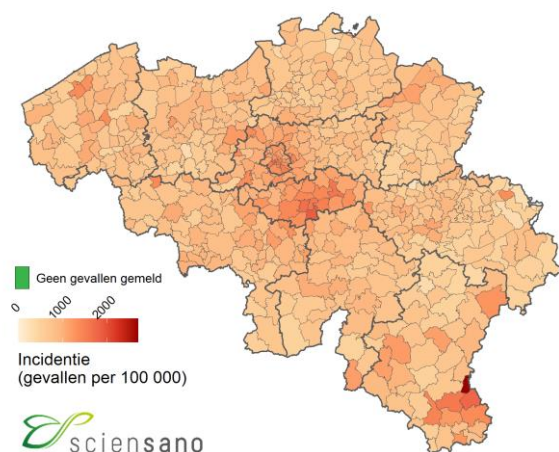 Geen gevallen gemeld
0 1000 2000
Incidentie
(gevallen per 100 000)
sciensano